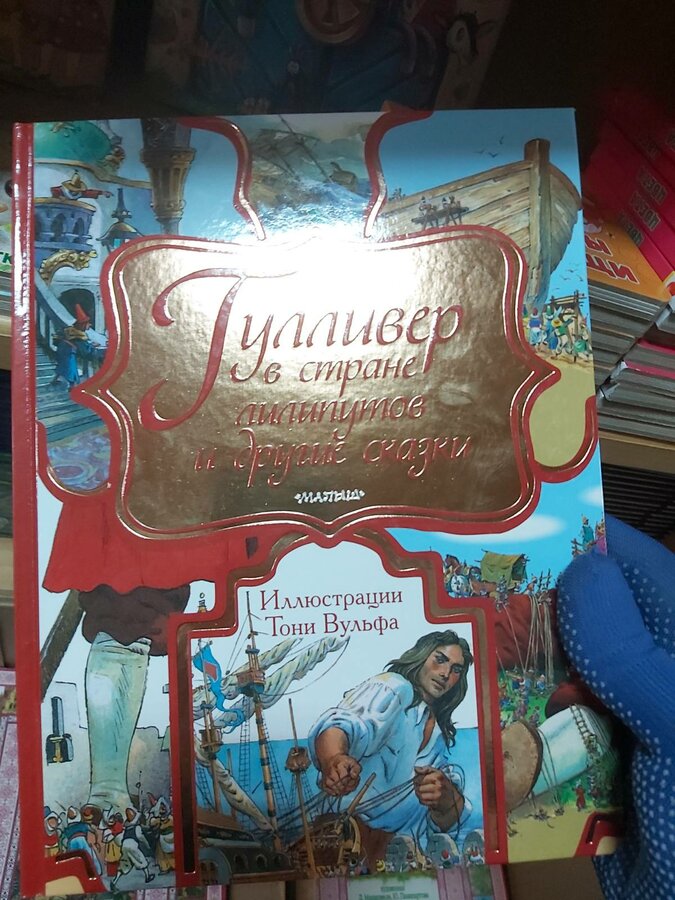 Гулливер
в стране
лилипутов
и другие сказки
•МАЛЫШ•
Иллюстрации
Тони Вульфа